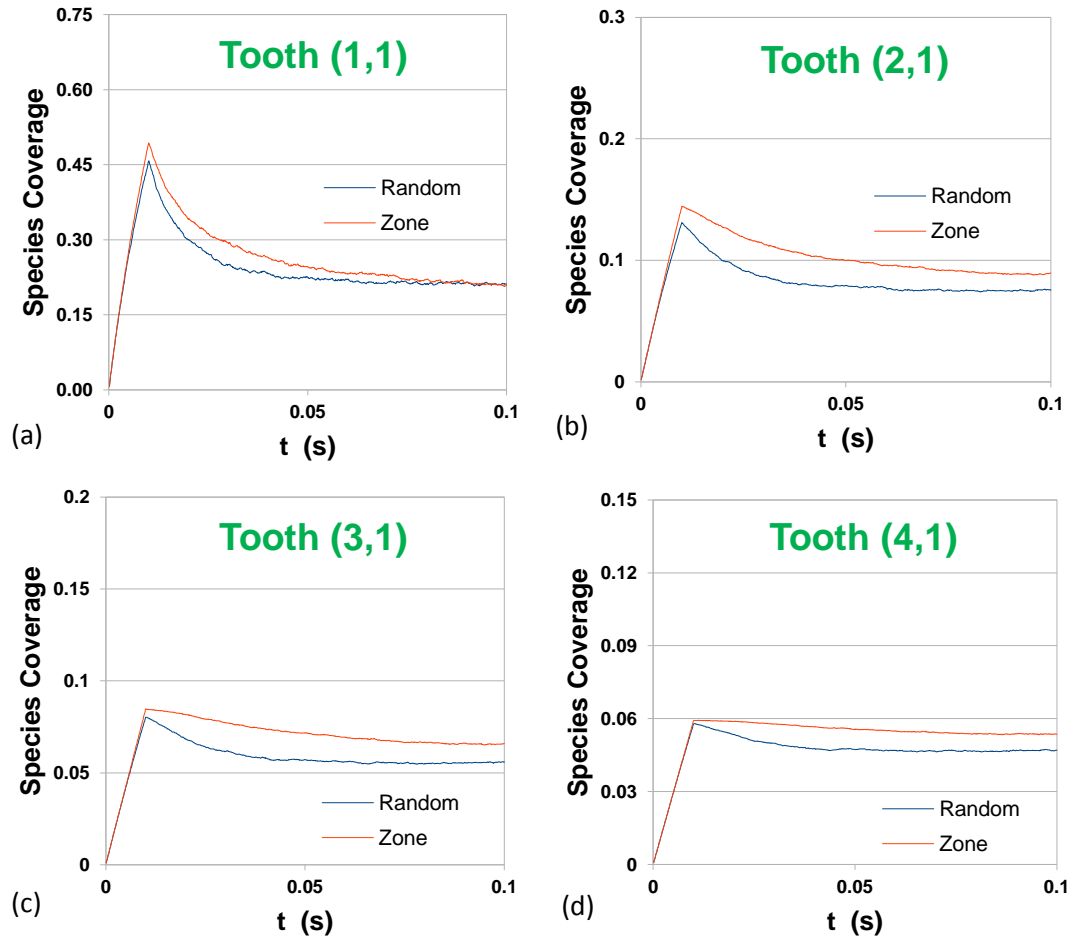 Tooth (1,1)
Species Coverage
0.75
0.60
0.45
0.30
0.15
0.00
Random
Zone
0
0.05
0.1
t (s)
(a)
Tooth (2,1)
Species Coverage
0.3
0.2
0.1
0
Random
Zone
0
0.05
0.1
t (s)
(b)
Tooth (3,1)
Species Coverage
0.2
0.15
0.1
0.05
0
Random
Zone
0
0.05
0.1
t (s)
(c)
Tooth (4,1)
Species Coverage
0.15
0.12
0.09
0.06
0.03
0
Random
Zone
0
0.05
0.1
t (s)
(d)